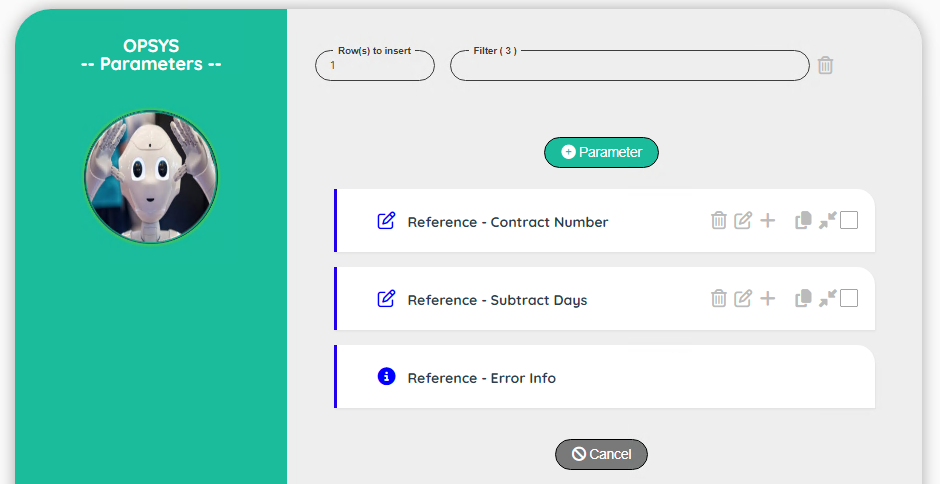 OPSYS
-- Parameters --
Row(s) to insert
1
Filter ( 3 )
Parameter
Reference - Contract Number
Reference - Subtract Days
Reference - Error Info
Cancel